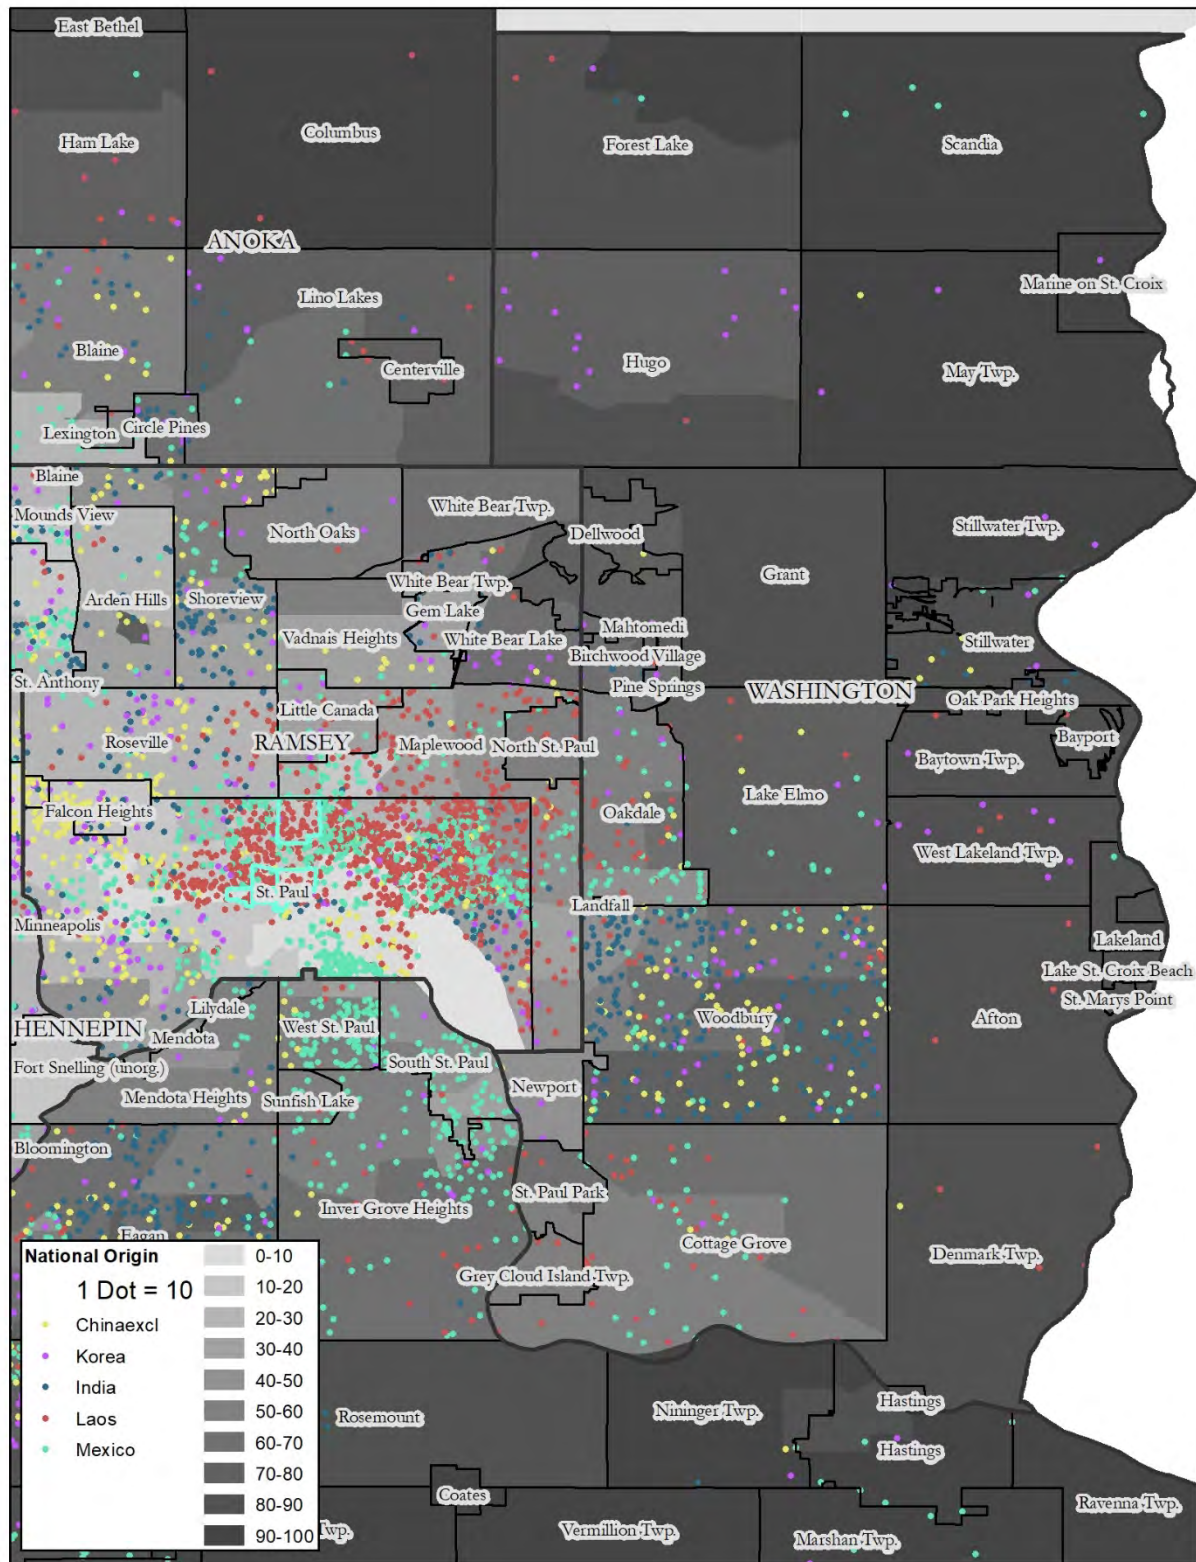 East Bethel
Ham Lake
Columbus
Forest Lake
Scandia
ANOKA
Marine on St. Croix
Lino Lakes
Blaine
Centerville
Hugo
May Twp.
Lexington
Circle Pines
Blaine
Mounds View
White Bear Twp.
North Oaks
Dellwood
Stillwater Twp.
Grant
White Bear Twp.
Arden Hills
Shoreview
Gem Lake
Vadnais Heights
White Bear Lake
Mahtomedi
Stillwater
Birchwood Village
St. Anthony
Pine Springs
WASHINGTON
Oak Park Heights
Little Canada
Roseville
RAMSEY
Maplewood
North St. Paul
Bayport
Baytown Twp.
Falcon Heights
Oakdale
Lake Elmo
West Lakeland Twp.
St. Paul
Landfall
Minneapolis
Lakeland
Lake St. Croix Beach
St. Marys Point
Lilydale
Woodbury
Afton
HENNEPIN
Mendota
West St. Paul
Fort Snelling (unorg.)
South St. Paul
Newport
Mendota Heights
Sunfish Lake
Bloomington
St. Paul Park
Inver Grove Heights
Eagan
Cottage Grove
Denmark Twp.
Grey Cloud Island Twp.
National Origin
1 Dot = 10
Chinaexcl
Korea
India
Laos
Mexico
0-10
10-20
20-30
30-40
40-50
50-60
60-70
70-80
80-90
90-100
Rosemount
Nininger Twp.
Hastings
Hastings
Coates
Twp.
Vermillion Twp.
Marshan Twp.
Ravenna Twp.